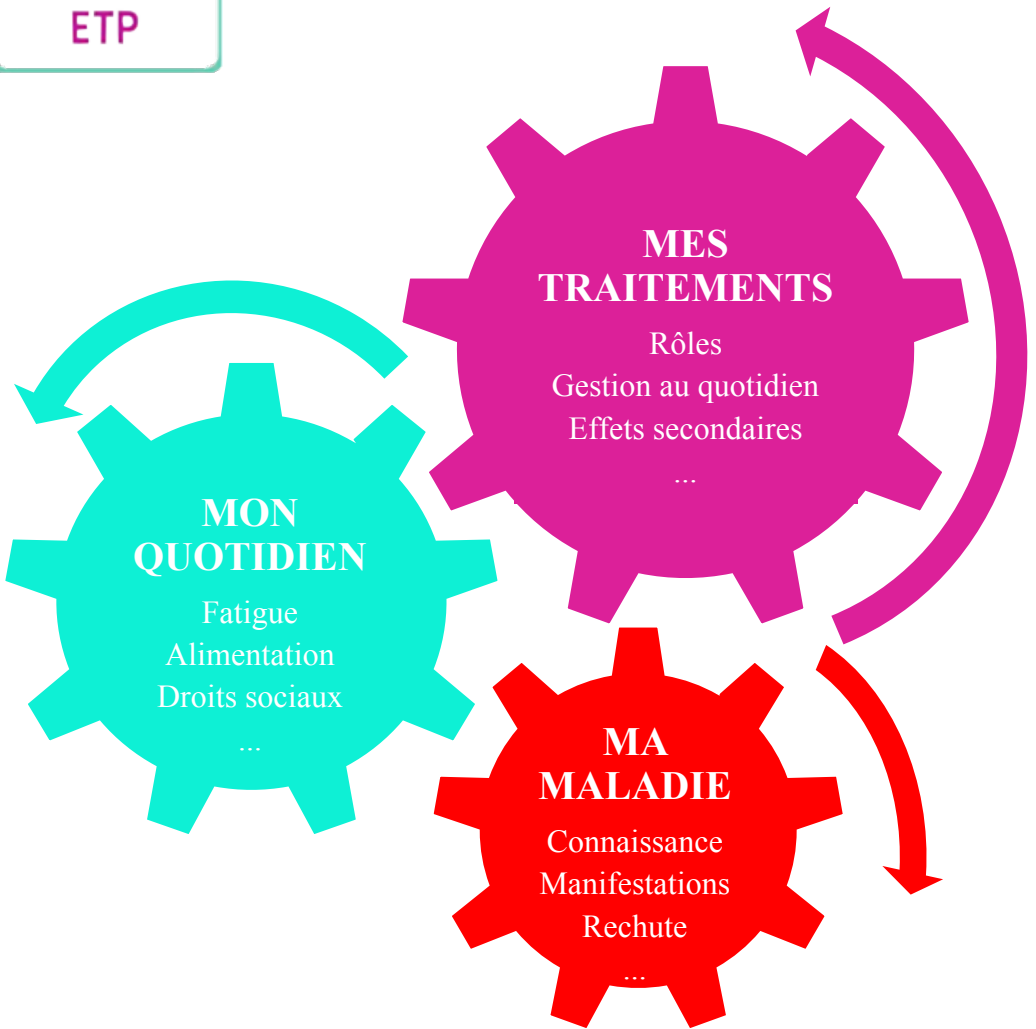 ETP
MES
TRAITEMENTS
Rôles
Gestion au quotidien
Effets secondaires
...
MON
QUOTIDIEN
Fatigue
Alimentation
Droits sociaux
...
MA
MALADIE
Connaissance
Manifestations
Rechute
...